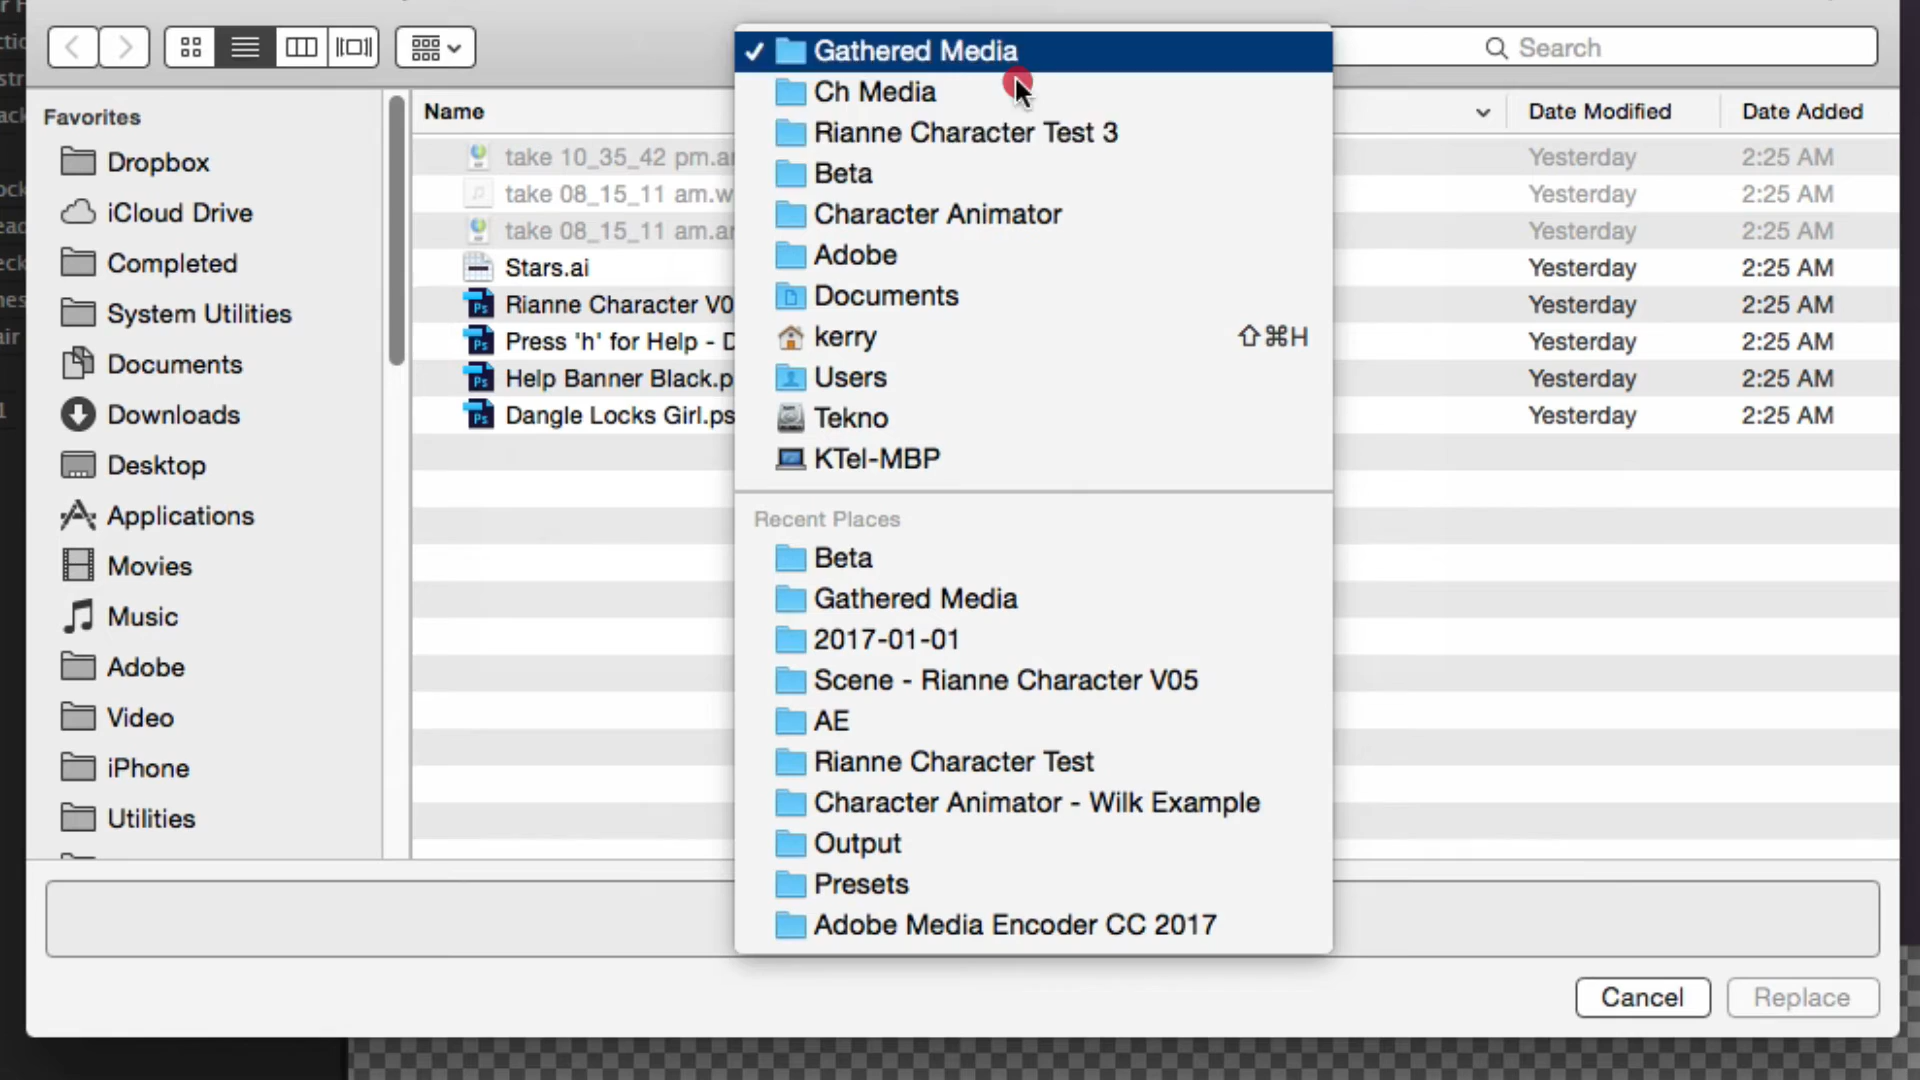 Search
Gathered Media
Ch Media
Rianne Character Test 3
Beta
Character Animator
Adobe
Documents
kerry ⇧⌘H
Users
Tekno
KTel-MBP
Recent Places
Beta
Gathered Media
2017-01-01
Scene - Rianne Character V05
AE
Rianne Character Test
Character Animator - Wilk Example
Output
Presets
Adobe Media Encoder CC 2017
Favorites
Dropbox
iCloud Drive
Completed
System Utilities
Documents
Downloads
Desktop
Applications
Movies
Music
Adobe
Video
iPhone
Utilities
Name Date Modified Date Added
take 10_35_42 pm.ar Yesterday 2:25 AM
take 08_15_11 am.w Yesterday 2:25 AM
take 08_15_11 am.ar Yesterday 2:25 AM
Stars.ai Yesterday 2:25 AM
Rianne Character V0 Yesterday 2:25 AM
Press 'h' for Help - D Yesterday 2:25 AM
Help Banner Black.p Yesterday 2:25 AM
Dangle Locks Girl.ps Yesterday 2:25 AM
Cancel Replace